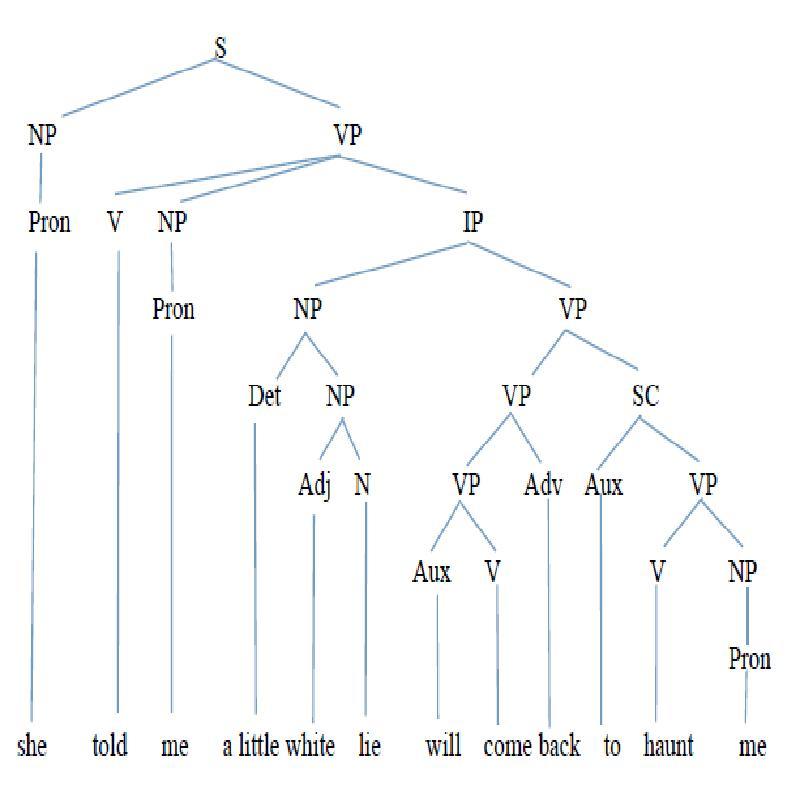 S
NP VP
Pron V NP IP
Pron NP VP
Det NP VP SC
Adj N VP Adv Aux VP
Aux V V NP
Pron
she told me a little white lie will come back to haunt me